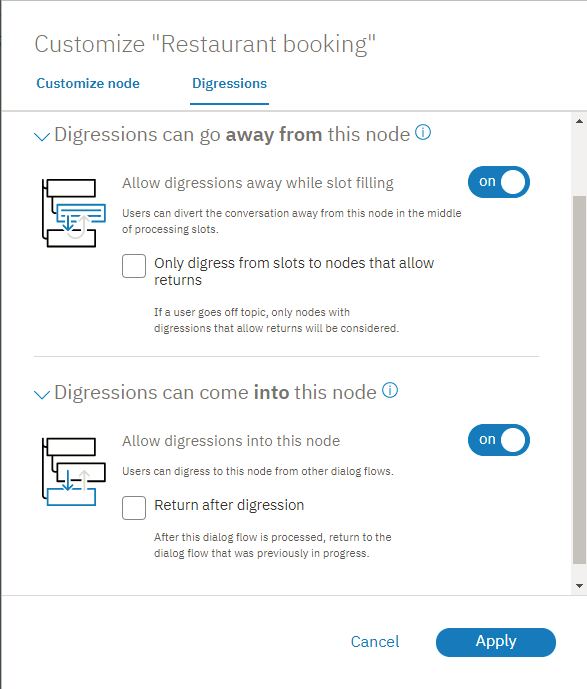 Customize "Restaurant booking"
Customize node
Digressions
Digressions can go away from this node
Allow digressions away while slot filling
on
Users can divert the conversation away from this node in the middle
of processing slots.
Only digress from slots to nodes that allow
returns
If a user goes off topic, only nodes with
digressions that allow returns will be considered.
Digressions can come into this node
Allow digressions into this node
on
Users can digress to this node from other dialog flows.
Return after digression
After this dialog flow is processed, return to the
dialog flow that was previously in progress.
Cancel
Apply